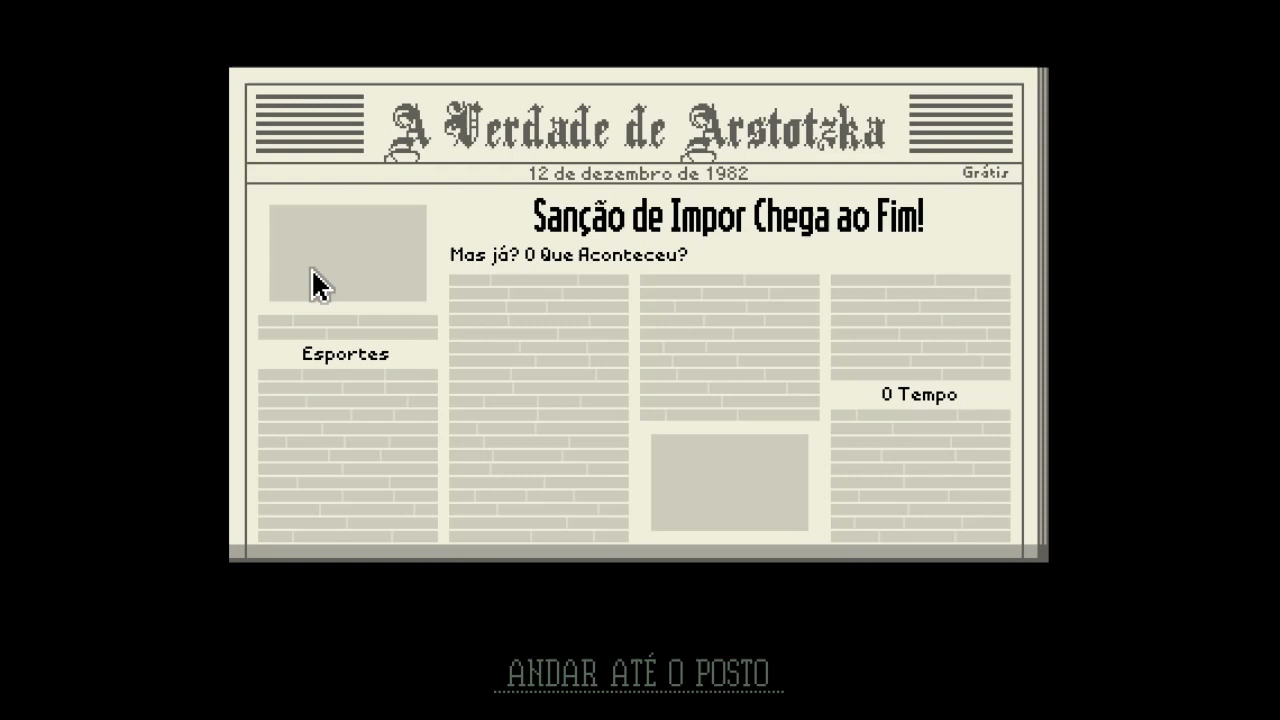 A Verdade de Arstotzka
12 de dezembro de 1982
Grátis
Sanção de Impor Chega ao Fim!
Mas já? O Que Aconteceu?
Esportes
O Tempo
ANDAR ATÉ O POSTO